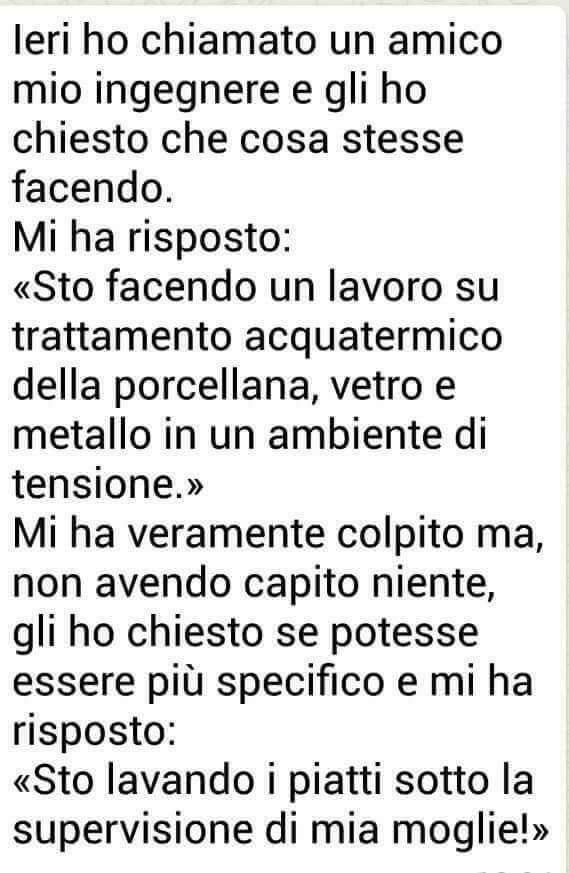 Ieri ho chiamato un amico
mio ingegnere e gli ho
chiesto che cosa stesse
facendo.
Mi ha risposto:
«Sto facendo un lavoro su
trattamento acquatermico
della porcellana, vetro e
metallo in un ambiente di
tensione.»
Mi ha veramente colpito ma,
non avendo capito niente,
gli ho chiesto se potesse
essere più specifico e mi ha
risposto:
«Sto lavando i piatti sotto la
supervisione di mia moglie!»